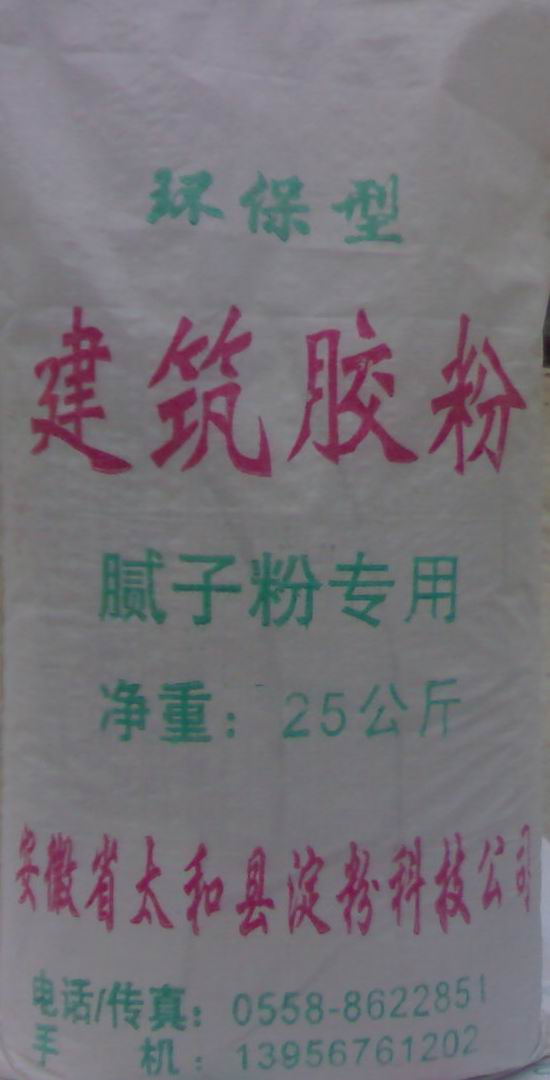 环保型
建筑胶粉
腻子粉专用
净重：25公斤
安徽省太和县淀粉科技公司
电话/传真：0558-8622851
手机：13956761202